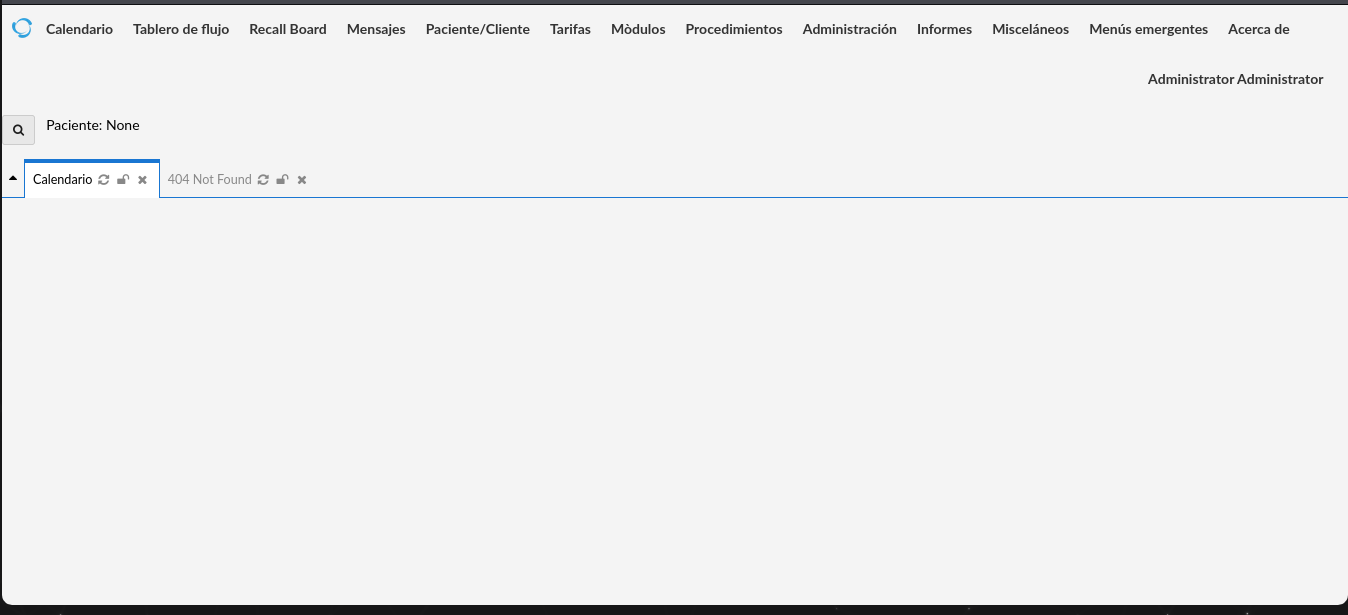 Calendario Tablero de flujo Recall Board Mensajes Paciente/Cliente Tarifas Mòdulos Procedimientos Administración Informes Misceláneos Menús emergentes Acerca de
Administrator Administrator
Paciente: None
Calendario 404 Not Found